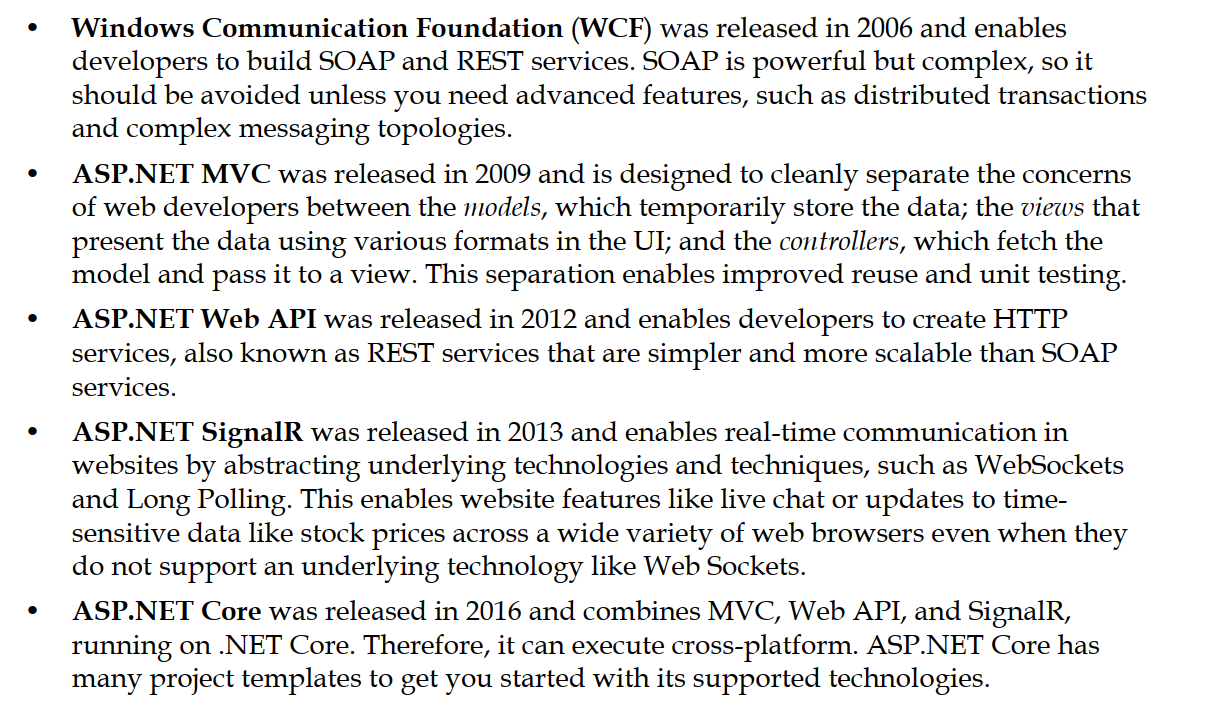 • Windows Communication Foundation (WCF) was released in 2006 and enables
developers to build SOAP and REST services. SOAP is powerful but complex, so it
should be avoided unless you need advanced features, such as distributed transactions
and complex messaging topologies.
• ASP.NET MVC was released in 2009 and is designed to cleanly separate the concerns
of web developers between the models, which temporarily store the data; the views that
present the data using various formats in the UI; and the controllers, which fetch the
model and pass it to a view. This separation enables improved reuse and unit testing.
• ASP.NET Web API was released in 2012 and enables developers to create HTTP
services, also known as REST services that are simpler and more scalable than SOAP
services.
• ASP.NET SignalR was released in 2013 and enables real-time communication in
websites by abstracting underlying technologies and techniques, such as WebSockets
and Long Polling. This enables website features like live chat or updates to time-
sensitive data like stock prices across a wide variety of web browsers even when they
do not support an underlying technology like Web Sockets.
• ASP.NET Core was released in 2016 and combines MVC, Web API, and SignalR,
running on .NET Core. Therefore, it can execute cross-platform. ASP.NET Core has
many project templates to get you started with its supported technologies.